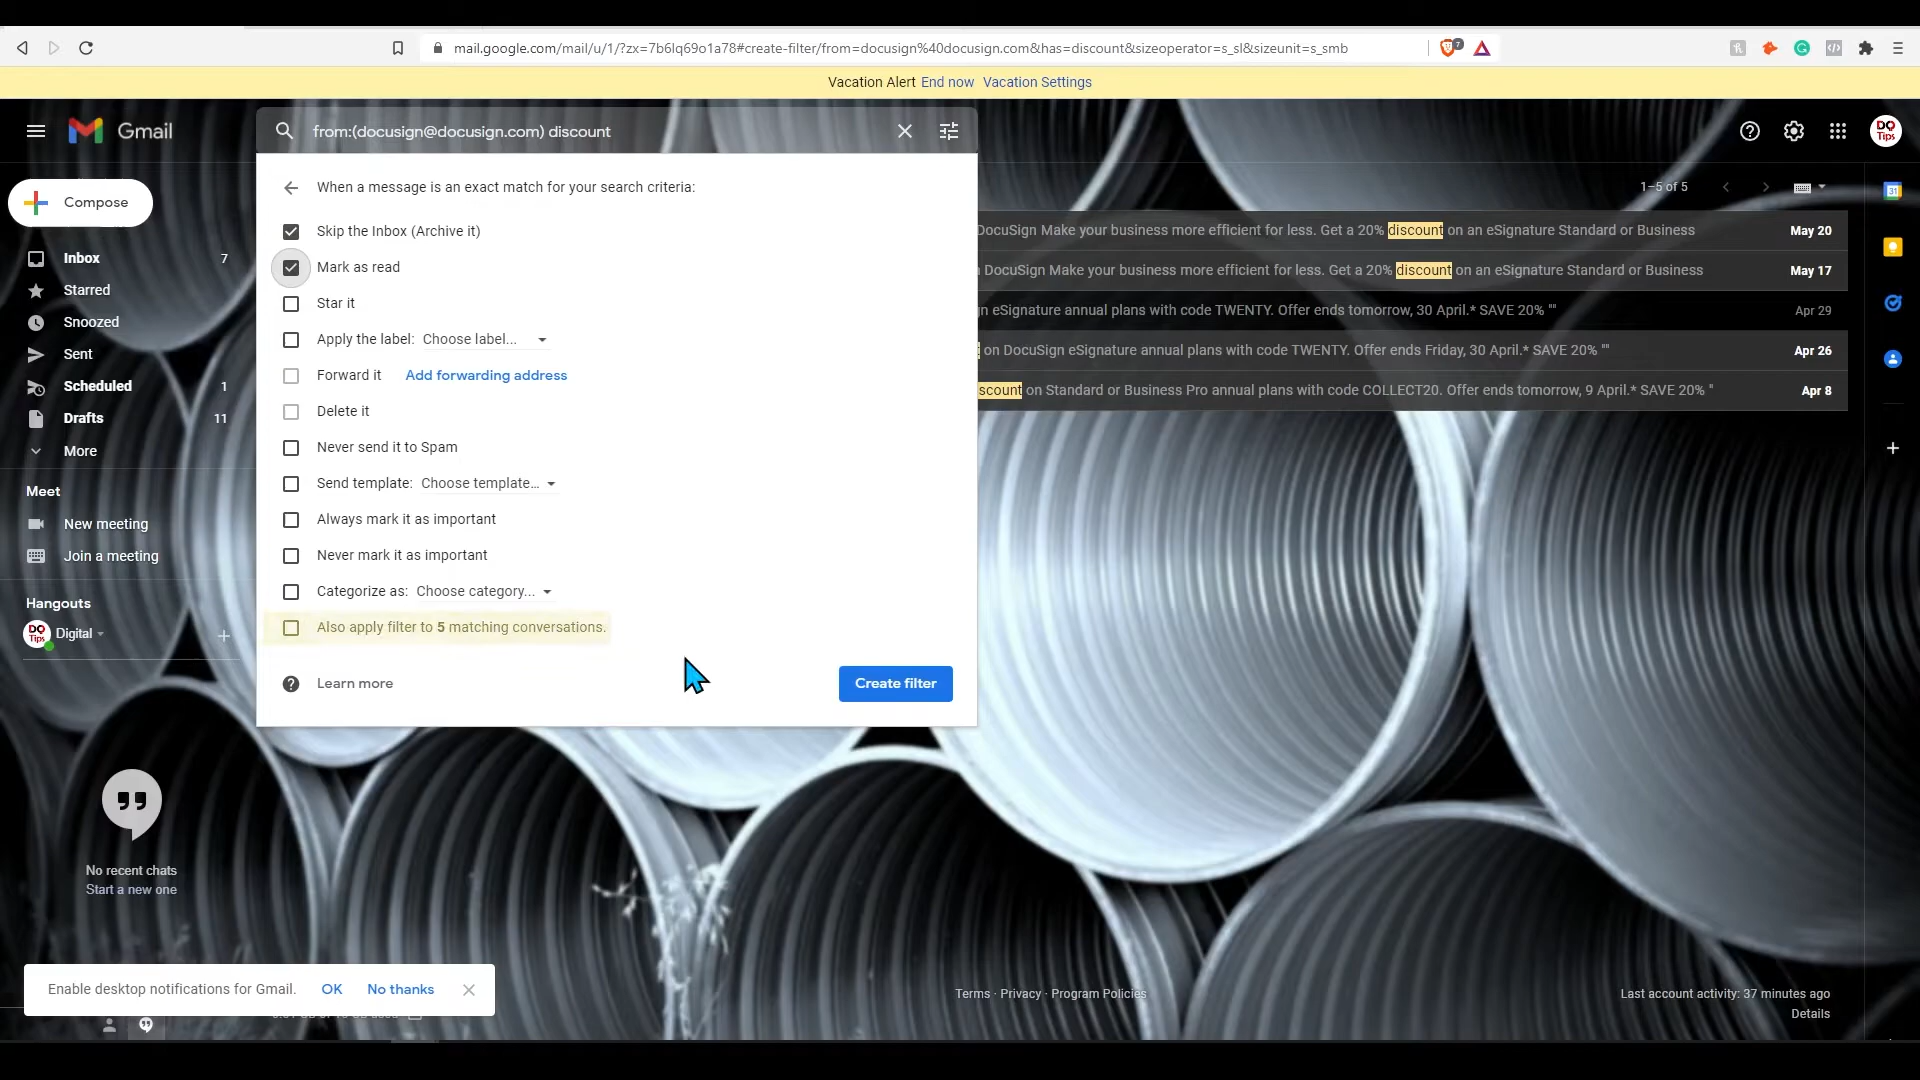 mail.google.com/mail/u/1/?zx=7b6lq69o1a78#create-filter/from=docusign%40docusign.com&has=discount&sizeoperator=s_sl&sizeunit=s_smb
7
Vacation Alert End now Vacation Settings
Gmail
from:(docusign@docusign.com) discount
DQ Tips
Compose
Inbox 7
Starred
Snoozed
Sent
Scheduled 1
Drafts 11
More
Meet
New meeting
Join a meeting
Hangouts
DQ Tips
Digital
No recent chats
Start a new one
When a message is an exact match for your search criteria:
Skip the Inbox (Archive it)
Mark as read
Star it
Apply the label: Choose label...
Forward it Add forwarding address
Delete it
Never send it to Spam
Send template: Choose template...
Always mark it as important
Never mark it as important
Categorize as: Choose category...
Also apply filter to 5 matching conversations.
Learn more
Create filter
1–5 of 5
DocuSign Make your business more efficient for less. Get a 20% discount on an eSignature Standard or Business May 20
DocuSign Make your business more efficient for less. Get a 20% discount on an eSignature Standard or Business May 17
eSignature annual plans with code TWENTY. Offer ends tomorrow, 30 April.* SAVE 20% "" Apr 29
on DocuSign eSignature annual plans with code TWENTY. Offer ends Friday, 30 April.* SAVE 20% "" Apr 26
scount on Standard or Business Pro annual plans with code COLLECT20. Offer ends tomorrow, 9 April.* SAVE 20% " Apr 8
31
Enable desktop notifications for Gmail. OK No thanks
Terms · Privacy · Program Policies
Last account activity: 37 minutes ago
Details